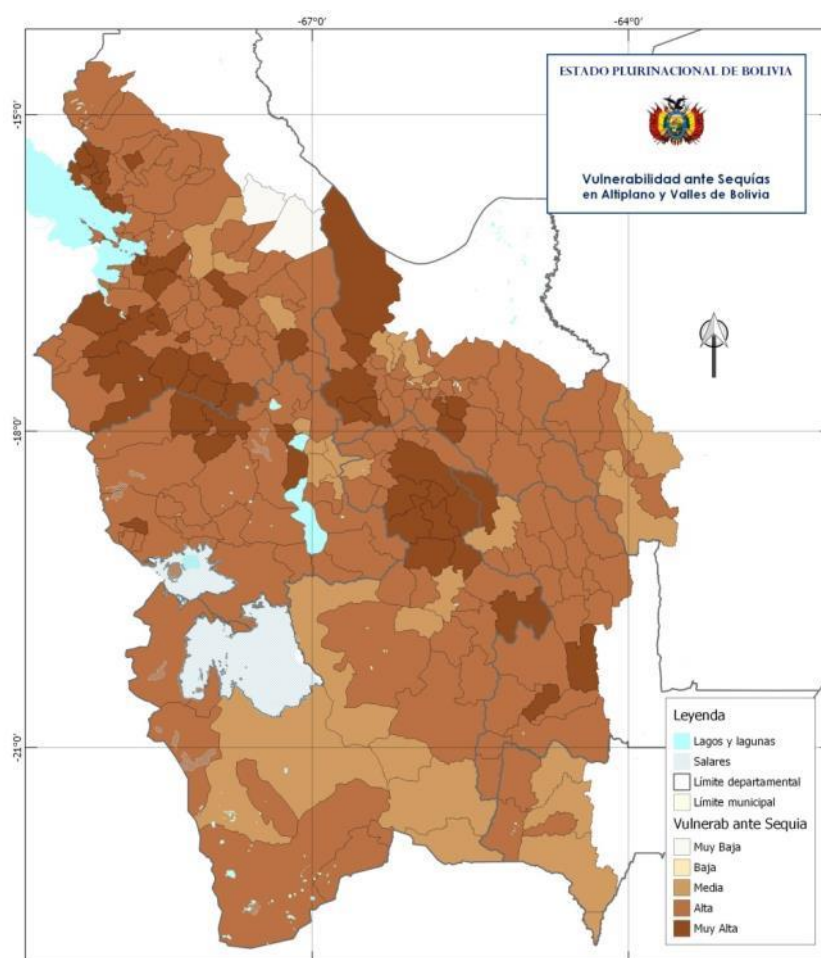 -67°0'
-64°0'
ESTADO PLURINACIONAL DE BOLIVIA
Vulnerabilidad ante Sequías
en Altiplano y Valles de Bolivia
-15°0'
-18°0'
-21°0'
Leyenda
Lagos y lagunas
Salares
Límite departamental
Límite municipal
Vulnerab ante Sequia
Muy Baja
Baja
Media
Alta
Muy Alta